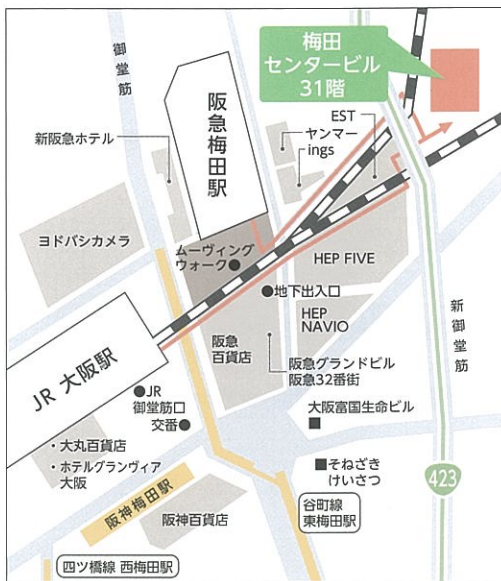 御堂筋
梅田
センタービル
31階
新阪急ホテル
阪急梅田駅
EST
ヤンマー
ings
ヨドバシカメラ
ムーヴィング
ウォーク
HEP FIVE
地下出入口
HEP
NAVIO
新御堂筋
JR 大阪駅
阪急
百貨店
阪急グランドビル
阪急32番街
JR
御堂筋口
交番
大阪富国生命ビル
・大丸百貨店
・ホテルグランヴィア
大阪
そねざき
けいさつ
423
阪神梅田駅
阪神百貨店
谷町線
東梅田駅
四ツ橋線 西梅田駅